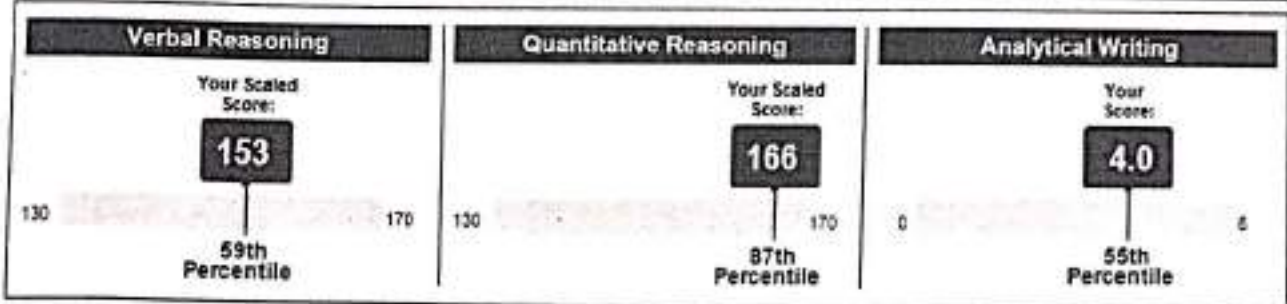 Verbal Reasoning
Your Scaled
Score:
153
130
170
59th
Percentile
Quantitative Reasoning
Your Scaled
Score:
166
130
170
87th
Percentile
Analytical Writing
Your
Score:
4.0
0
6
55th
Percentile